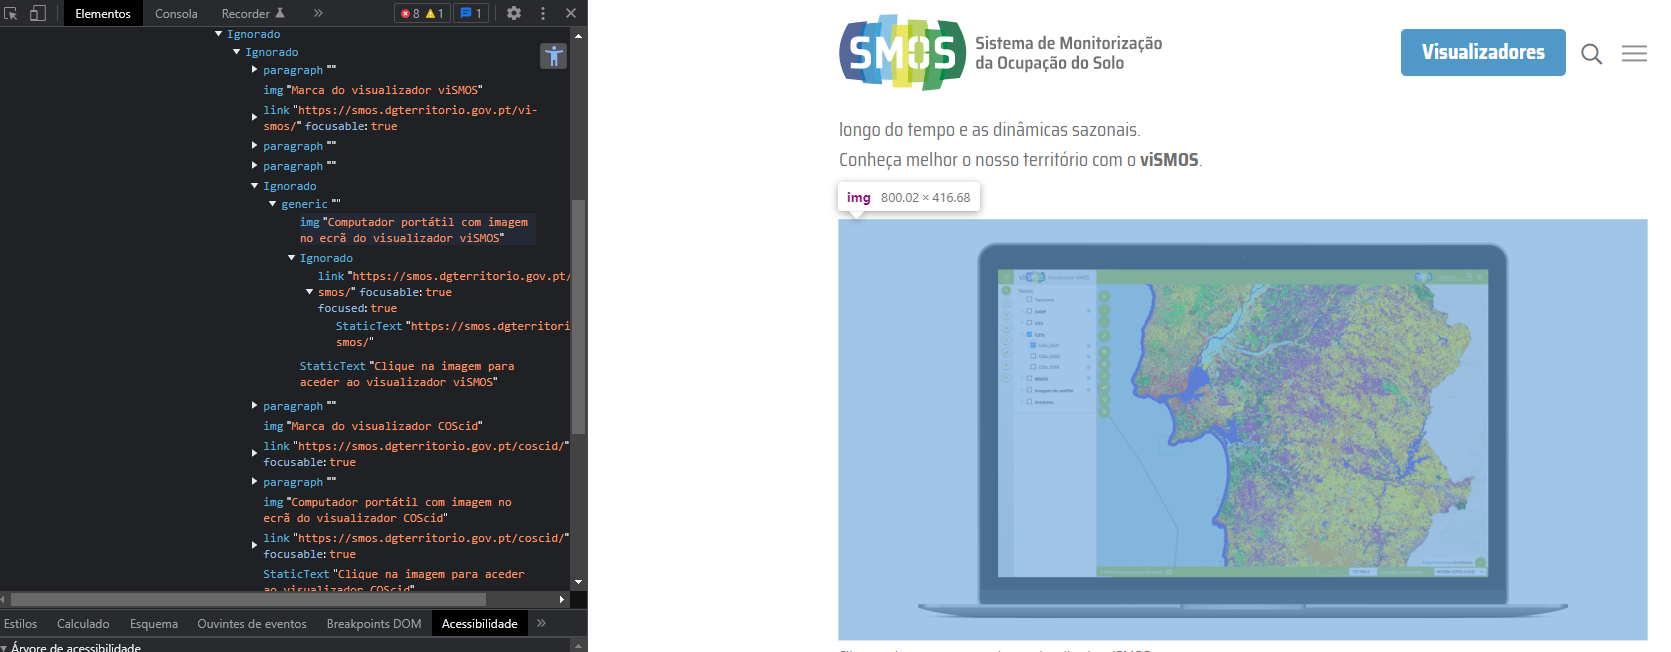 Elementos Consola Recorder » 8 1 1
Ignorado
Ignorado
paragraph ""
img "Marca do visualizador viSMOS"
link "https://smos.dgterritorio.gov.pt/vi-
smos/" focusable: true
paragraph ""
paragraph ""
Ignorado
generic ""
img "Computador portátil com imagem
no ecrã do visualizador viSMOS"
Ignorado
link "https://smos.dgterritorio.gov.pt/
smos/" focusable: true
focused: true
StaticText "https://smos.dgterritori
smos/"
StaticText "Clique na imagem para
aceder ao visualizador viSMOS"
paragraph ""
img "Marca do visualizador COScid"
link "https://smos.dgterritorio.gov.pt/coscid/"
focusable: true
paragraph ""
img "Computador portátil com imagem no
ecrã do visualizador COScid"
link "https://smos.dgterritorio.gov.pt/coscid/"
focusable: true
StaticText "Clique na imagem para aceder
ao visualizador COScid"
Estilos Calculado Esquema Ouvintes de eventos Breakpoints DOM Acessibilidade »
Árvore de acessibilidade
SMOS
Sistema de Monitorização
da Ocupação do Solo
Visualizadores
longo do tempo e as dinâmicas sazonais.
Conheça melhor o nosso território com o viSMOS.
img 800.02 × 416.68